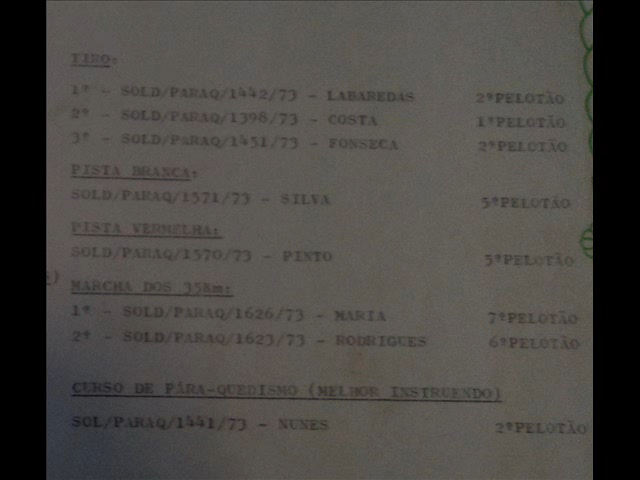 TIRO:
1º - SOLD/PARAQ/1442/73 - LABAREDAS 2ºPELOTÃO
2º - SOLD/PARAQ/1398/73 - COSTA 1ºPELOTÃO
3º - SOLD/PARAQ/1451/73 - FONSECA 2ºPELOTÃO
PISTA BRANCA:
SOLD/PARAQ/1571/73 - SILVA 5ºPELOTÃO
PISTA VERMELHA:
SOLD/PARAQ/1570/73 - PINTO 5ºPELOTÃO
MARCHA DOS 35Km:
1º - SOLD/PARAQ/1626/73 - MARIA 7ºPELOTÃO
2º - SOLD/PARAQ/1623/73 - RODRIGUES 6ºPELOTÃO
CURSO DE PÁRA-QUEDISMO (MELHOR INSTRUENDO)
SOL/PARAQ/1441/73 - NUNES 2ºPELOTÃO